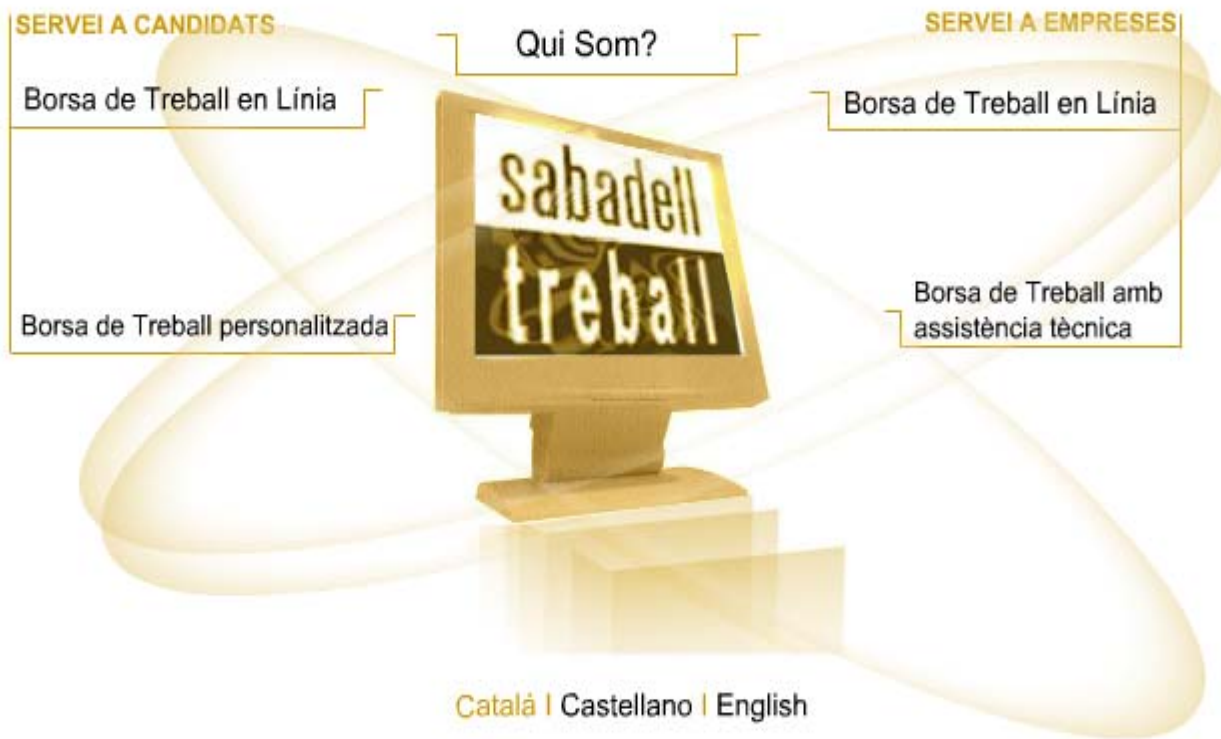 SERVEI A CANDIDATS
Borsa de Treball en Línia
Borsa de Treball personalitzada
Qui Som?
sabadell
treball
SERVEI A EMPRESES
Borsa de Treball en Línia
Borsa de Treball amb
assistència tècnica
Català | Castellano | English